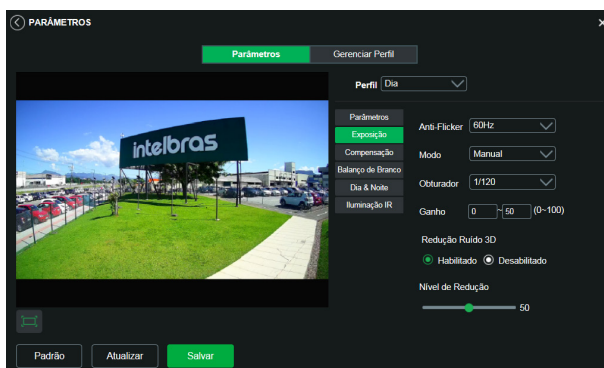 PARÂMETROS
Parâmetros
Gerenciar Perfil
Perfil Dia
intelbras
Parâmetros
Exposição
Compensação
Balanço de Branco
Dia & Noite
Iluminação IR
Anti-Flicker 60Hz
Modo Manual
Obturador 1/120
Ganho 0 ~ 50 (0~100)
Redução Ruído 3D
Habilitado Desabilitado
Nível de Redução
50
Padrão Atualizar Salvar